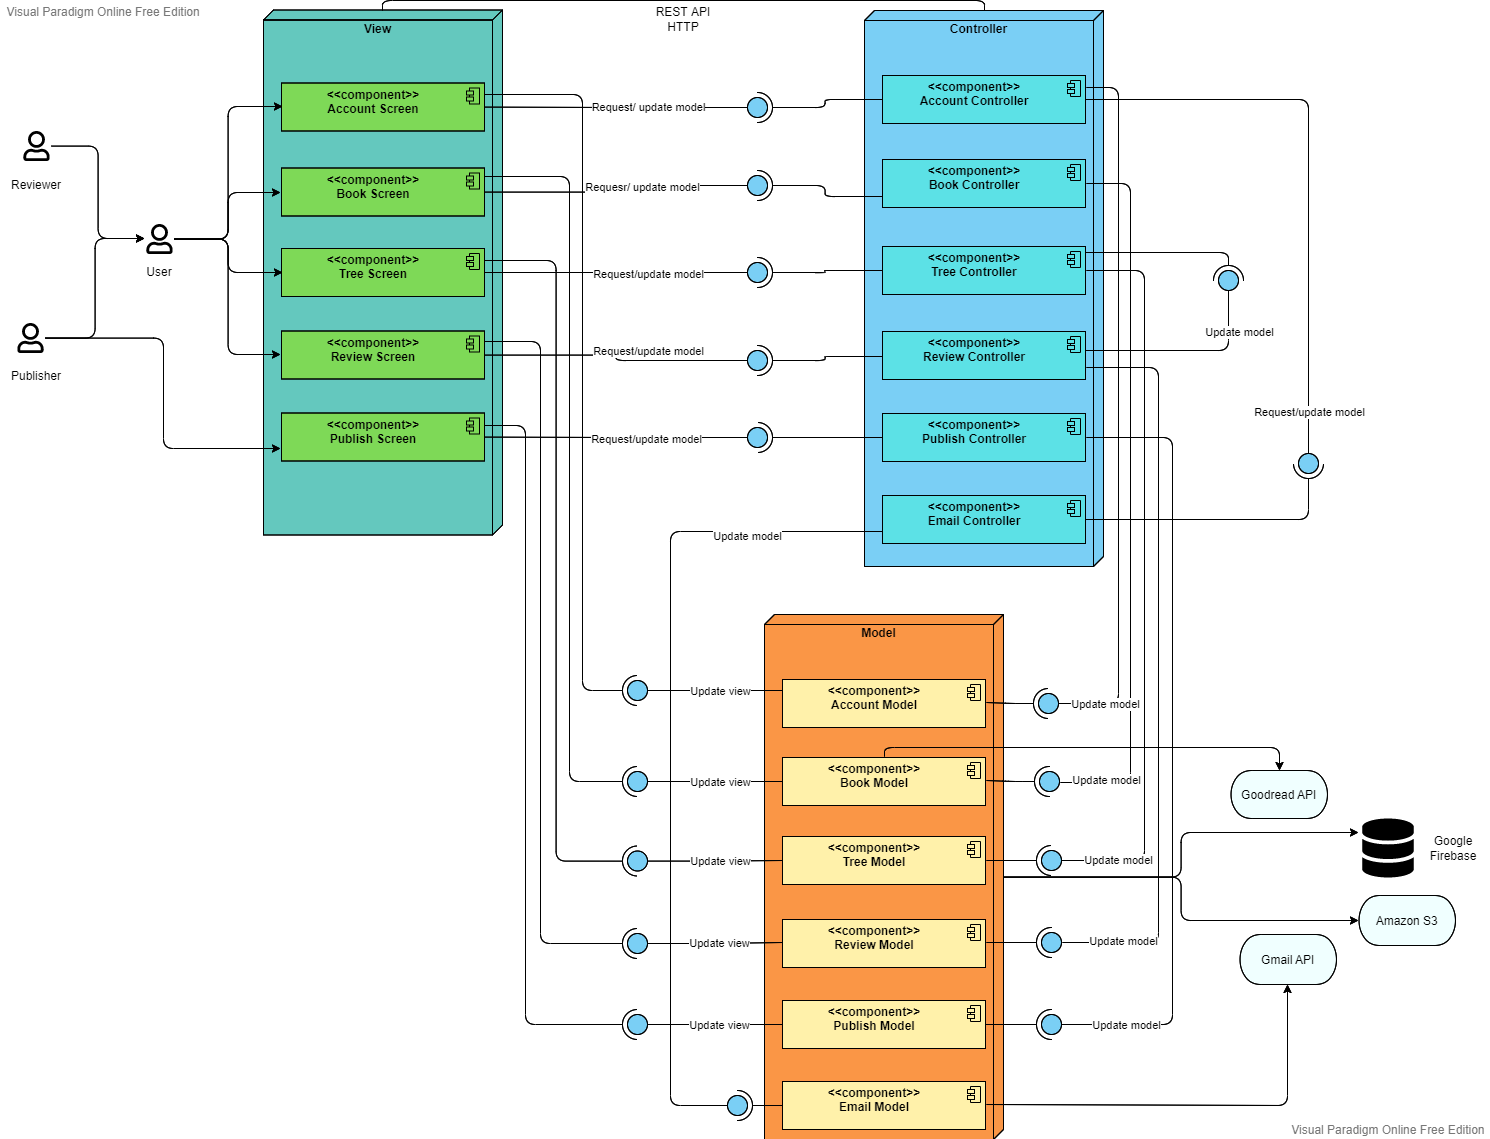 Visual Paradigm Online Free Edition
REST API
HTTP
View
Controller
<<component>>
Account Screen
Request/ update model
<<component>>
Account Controller
Reviewer
<<component>>
Book Screen
Requesr/ update model
<<component>>
Book Controller
User
<<component>>
Tree Screen
Request/update model
<<component>>
Tree Controller
Update model
<<component>>
Review Screen
Request/update model
<<component>>
Review Controller
Publisher
Request/update model
<<component>>
Publish Screen
Request/update model
<<component>>
Publish Controller
<<component>>
Email Controller
Update model
Model
Update view
<<component>>
Account Model
Update model
Update view
<<component>>
Book Model
Update model
Goodread API
Update view
<<component>>
Tree Model
Update model
Google
Firebase
Amazon S3
Update view
<<component>>
Review Model
Update model
Gmail API
Update view
<<component>>
Publish Model
Update model
<<component>>
Email Model
Visual Paradigm Online Free Edition